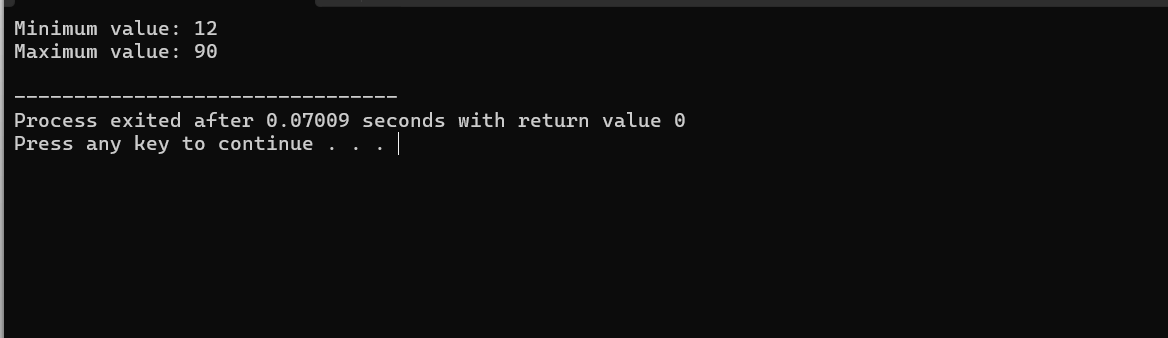 Minimum value: 12
Maximum value: 90
--------------------------------
Process exited after 0.07009 seconds with return value 0
Press any key to continue . . .